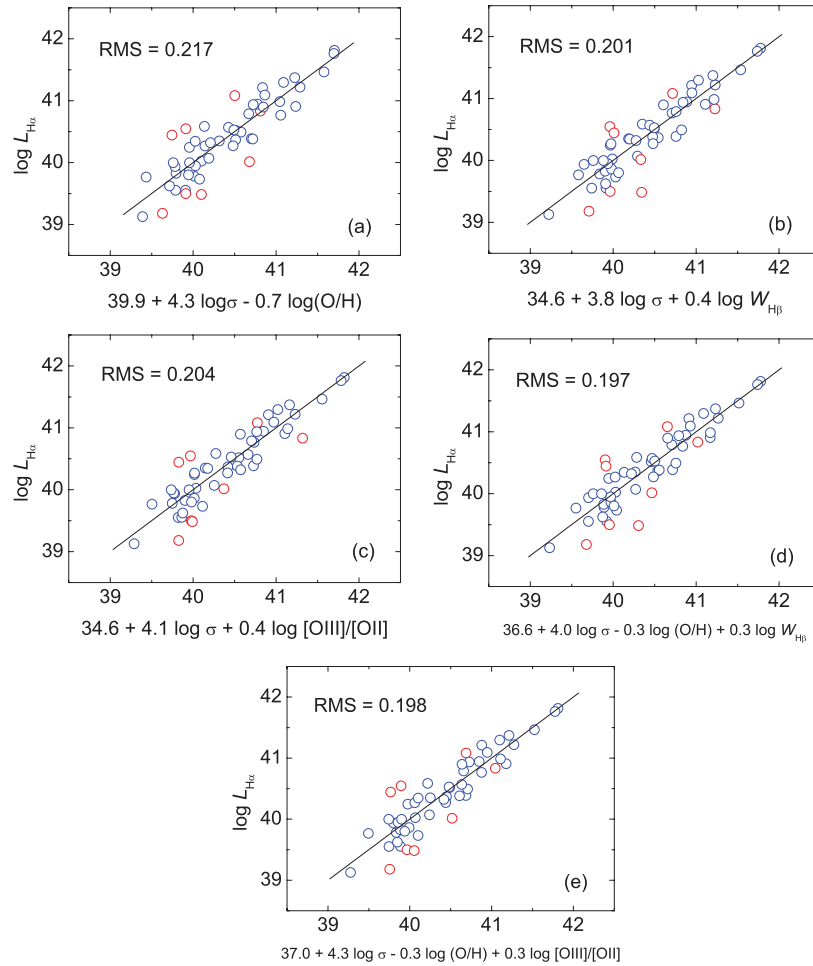 RMS = 0.217
log L_Hα
42
41
40
39
(a)
39 40 41 42
39.9 + 4.3 logσ - 0.7 log(O/H)
RMS = 0.201
log L_Hα
42
41
40
39
(b)
39 40 41 42
34.6 + 3.8 log σ + 0.4 log W_Hβ
RMS = 0.204
log L_Hα
42
41
40
39
(c)
39 40 41 42
34.6 + 4.1 log σ + 0.4 log [OIII]/[OII]
RMS = 0.197
log L_Hα
42
41
40
39
(d)
39 40 41 42
36.6 + 4.0 log σ - 0.3 log (O/H) + 0.3 log W_Hβ
RMS = 0.198
log L_Hα
42
41
40
39
(e)
39 40 41 42
37.0 + 4.3 log σ - 0.3 log (O/H) + 0.3 log [OIII]/[OII]